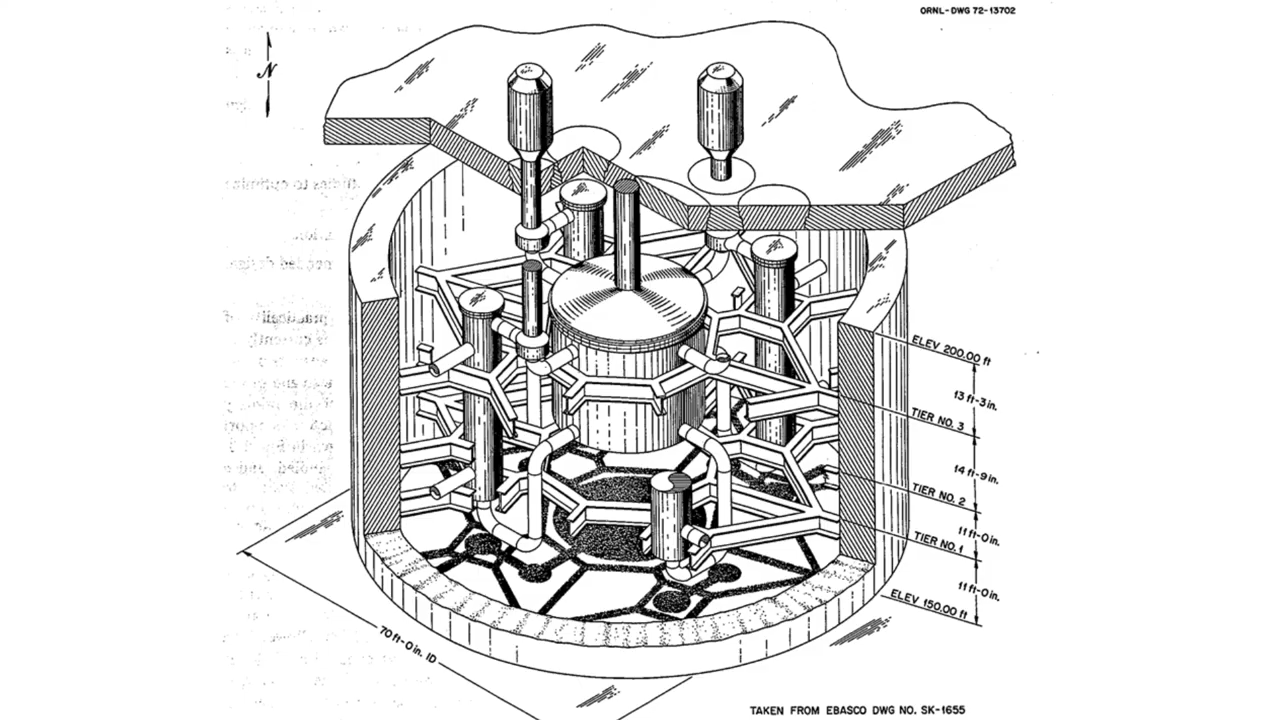 ORNL-DWG 72-13702
N
ELEV 200.00 ft
13 ft-3 in.
TIER NO. 3
14 ft-9 in.
TIER NO. 2
11 ft-0 in.
TIER NO. 1
11 ft-0 in.
ELEV 150.00 ft
70 ft-0 in. ID
TAKEN FROM EBASCO DWG NO. SK-1655